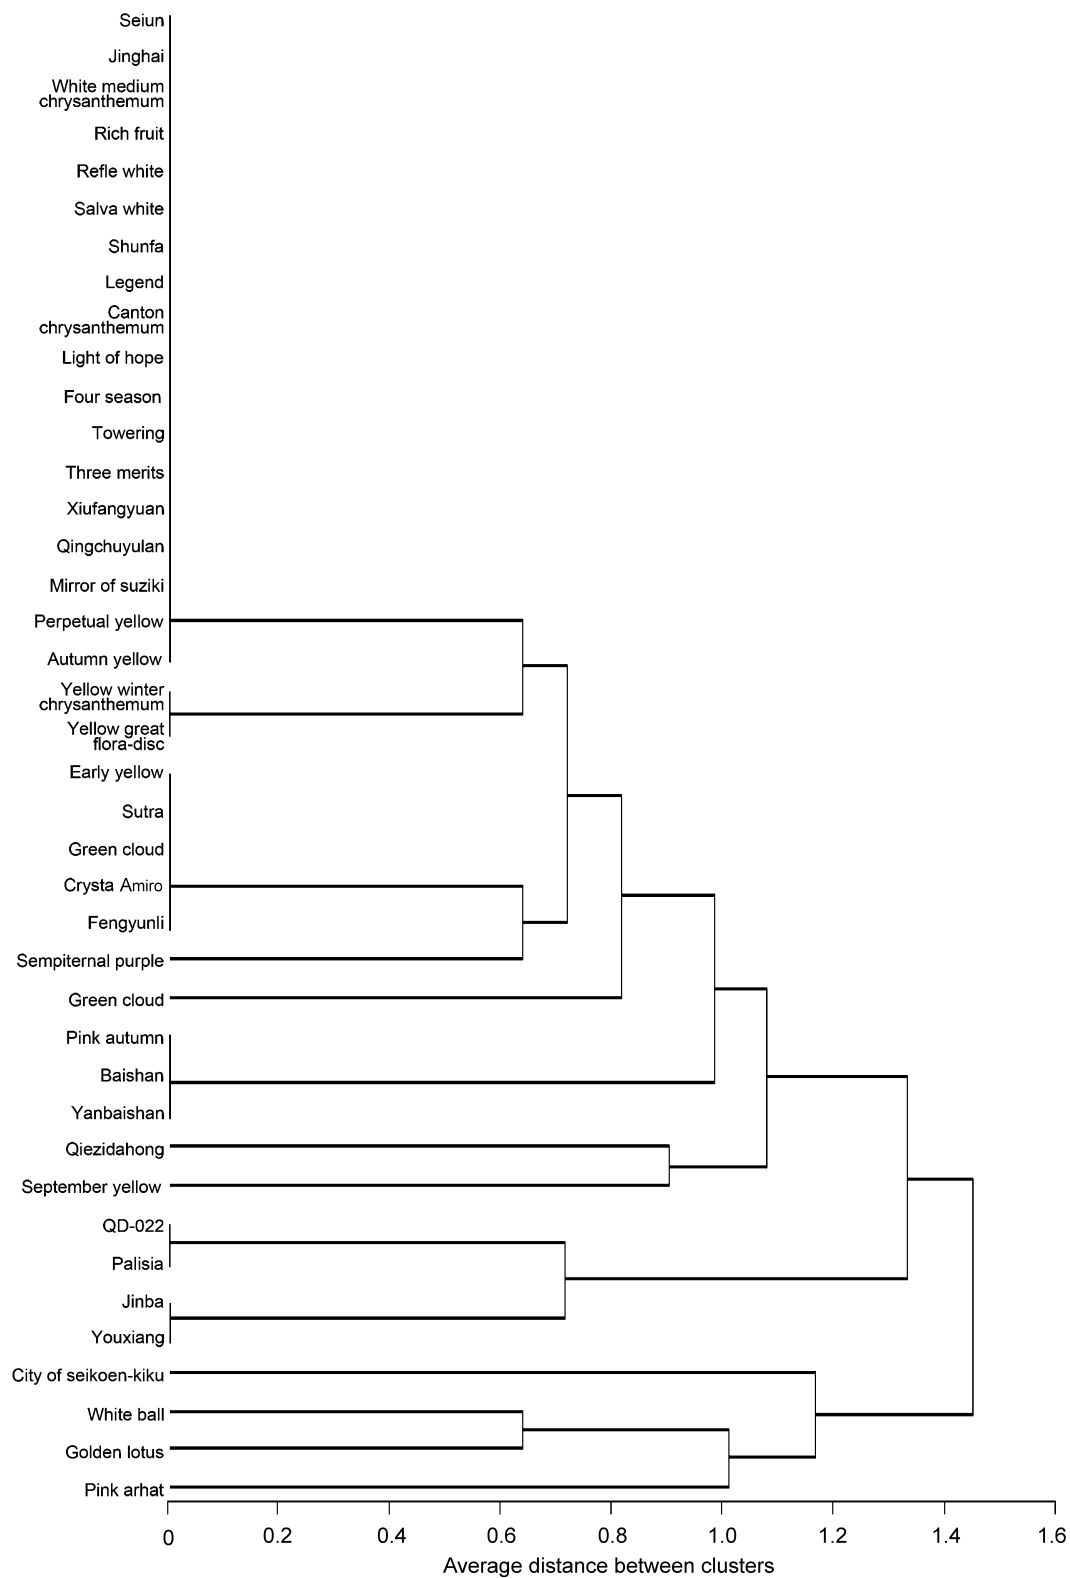 Seiun
Jinghai
White medium
chrysanthemum
Rich fruit
Refle white
Salva white
Shunfa
Legend
Canton
chrysanthemum
Light of hope
Four season
Towering
Three merits
Xiufangyuan
Qingchuyulan
Mirror of suziki
Perpetual yellow
Autumn yellow
Yellow winter
chrysanthemum
Yellow great
flora-disc
Early yellow
Sutra
Green cloud
Crysta Amiro
Fengyunli
Sempiternal purple
Green cloud
Pink autumn
Baishan
Yanbaishan
Qiezidahong
September yellow
QD-022
Palisia
Jinba
Youxiang
City of seikoen-kiku
White ball
Golden lotus
Pink arhat
0 0.2 0.4 0.6 0.8 1.0 1.2 1.4 1.6
Average distance between clusters